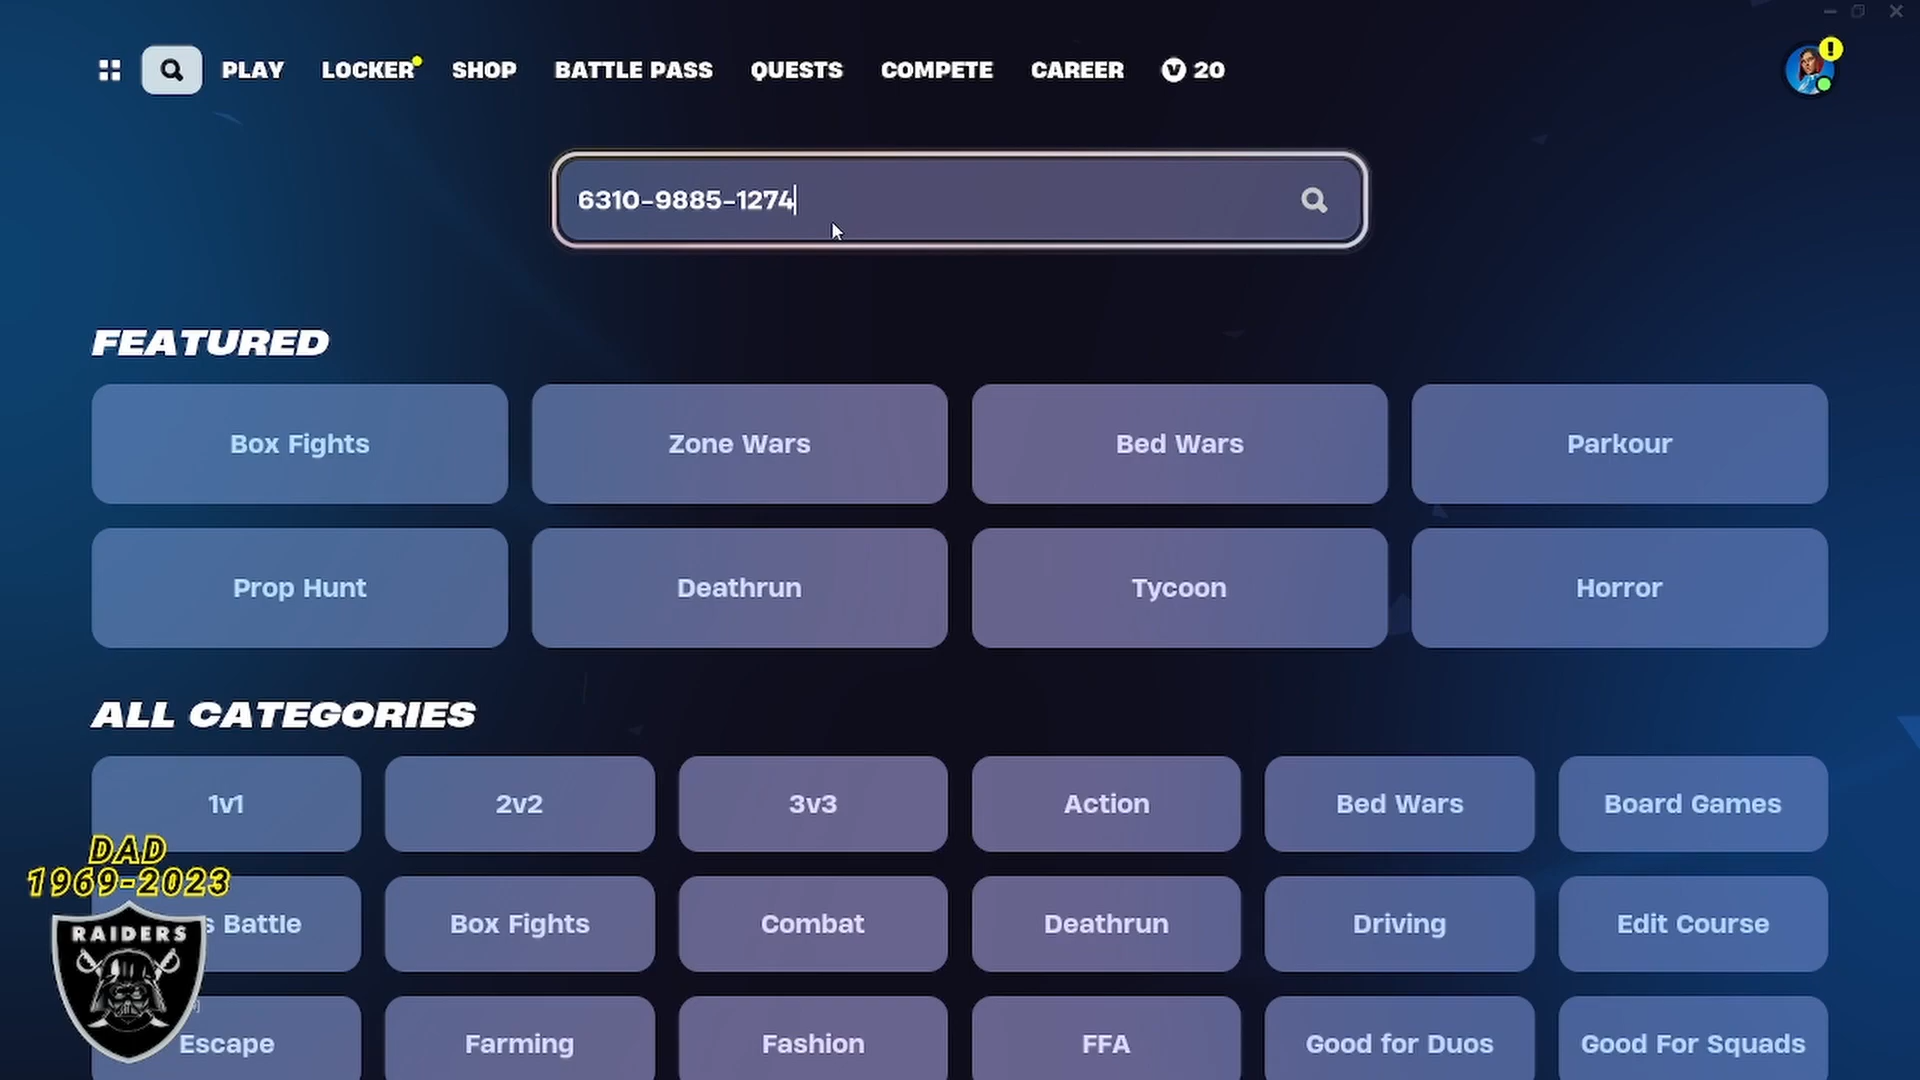 PLAY LOCKER SHOP BATTLE PASS QUESTS COMPETE CAREER V 20 !
6310-9885-1274
FEATURED
Box Fights Zone Wars Bed Wars Parkour
Prop Hunt Deathrun Tycoon Horror
ALL CATEGORIES
1v1 2v2 3v3 Action Bed Wars Board Games
DAD
1969-2023
s Battle Box Fights Combat Deathrun Driving Edit Course
RAIDERS
Escape Farming Fashion FFA Good for Duos Good For Squads